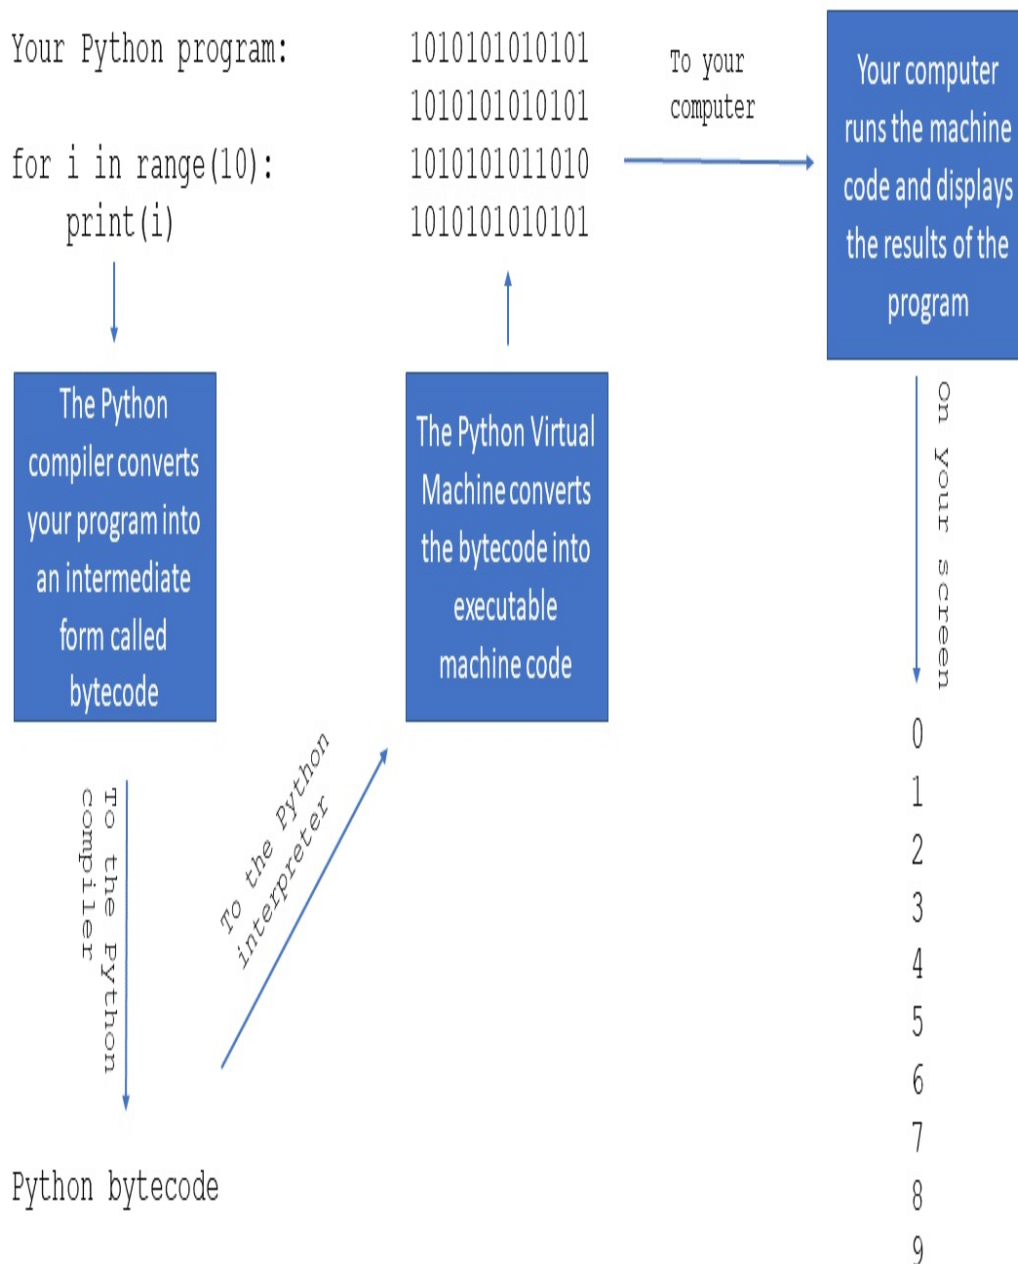 Your Python program:
for i in range(10):
    print(i)
The Python
compiler converts
your program into
an intermediate
form called
bytecode
To the Python
compiler
Python bytecode
To the Python
interpreter
The Python Virtual
Machine converts
the bytecode into
executable
machine code
1010101010101
1010101010101
1010101011010
1010101010101
To your
computer
Your computer
runs the machine
code and displays
the results of the
program
on your screen
0
1
2
3
4
5
6
7
8
9